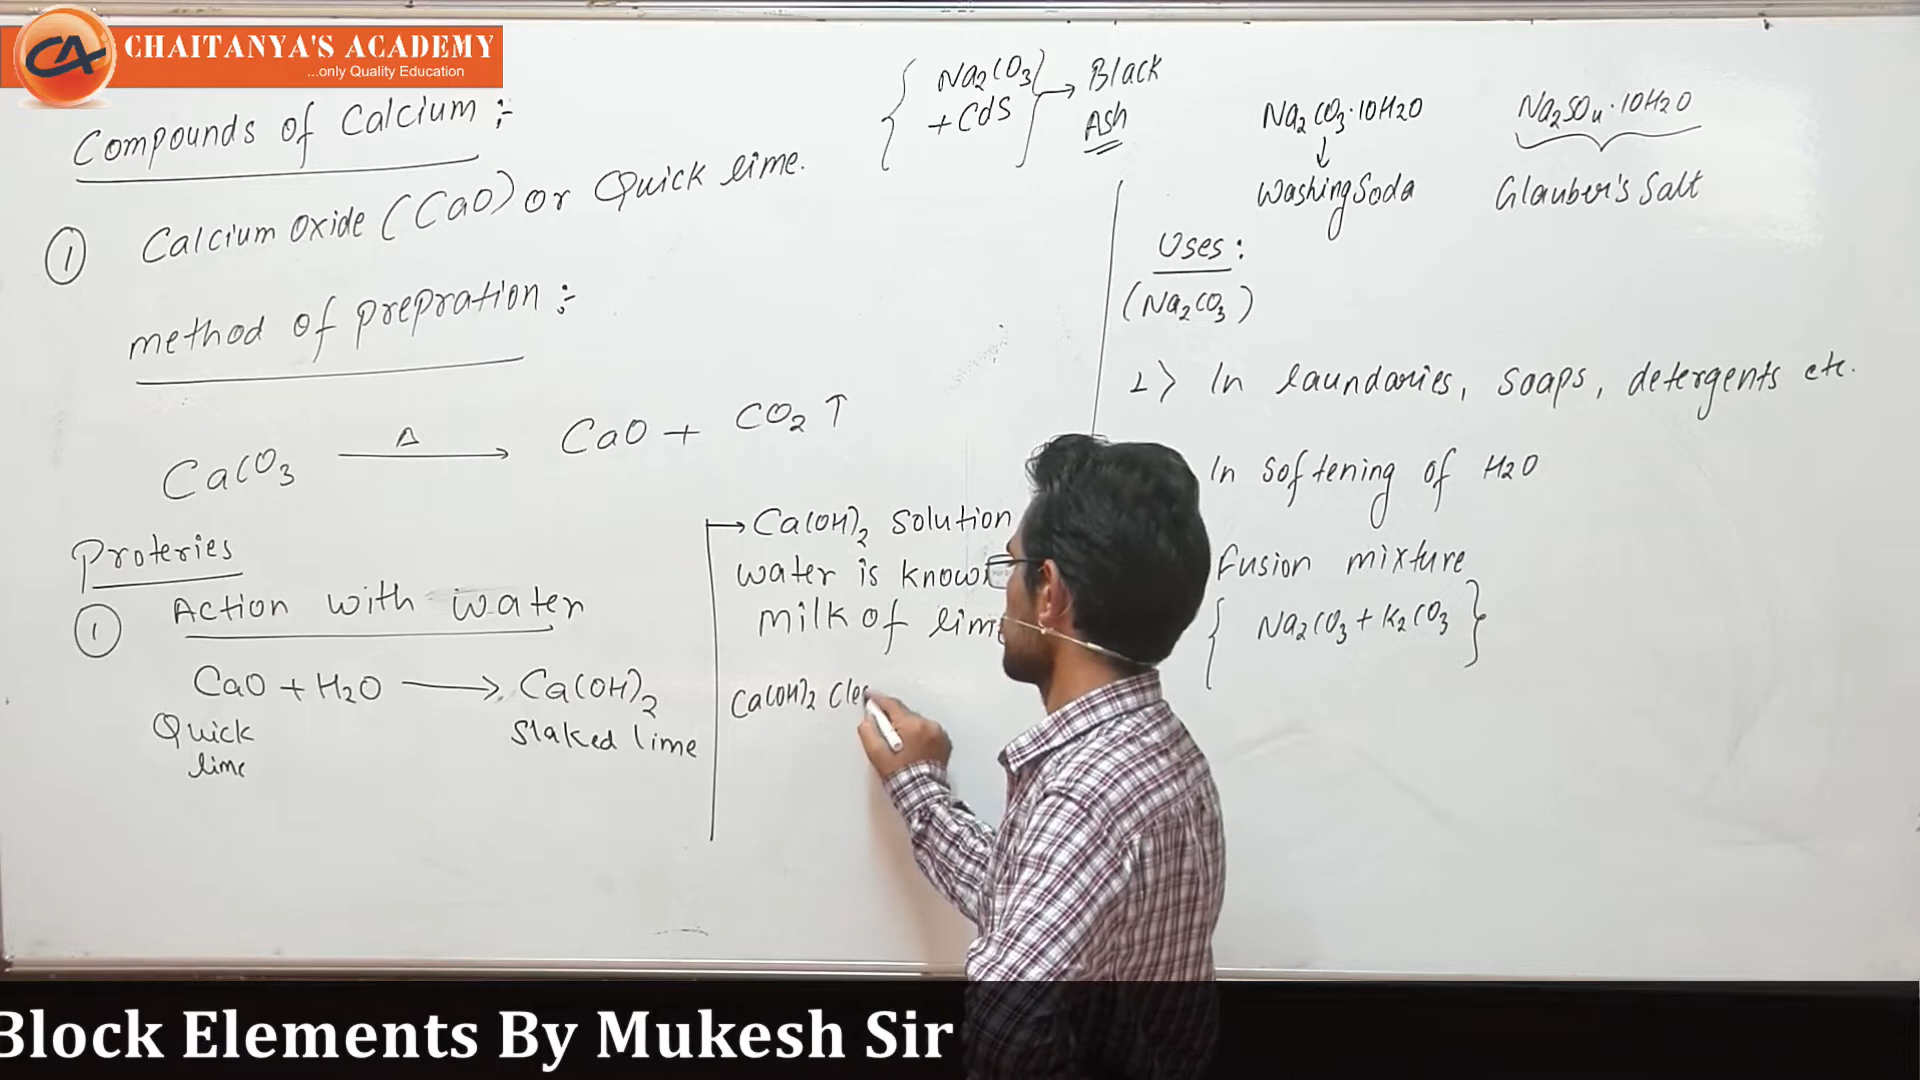 CHAITANYA'S ACADEMY
...only Quality Education
Compounds of Calcium :-
① Calcium Oxide (CaO) or Quick lime.
method of prepration :-
CaCO3 Δ → CaO + CO2 ↑
Proteries
① Action with water
CaO + H2O → Ca(OH)2
Quick lime
Slaked lime
→ Ca(OH)2 solution
water is know
milk of lime
Ca(OH)2 Clea
Na2CO3
+ CdS
→ Black
Ash
Na2CO3·10H2O
↓
Washing Soda
Na2SO4·10H2O
Glauber's Salt
Uses :
(Na2CO3)
1> In laundaries, soaps, detergents etc.
In softening of H2O
Fusion mixture
{ Na2CO3 + K2CO3 }
Block Elements By Mukesh Sir